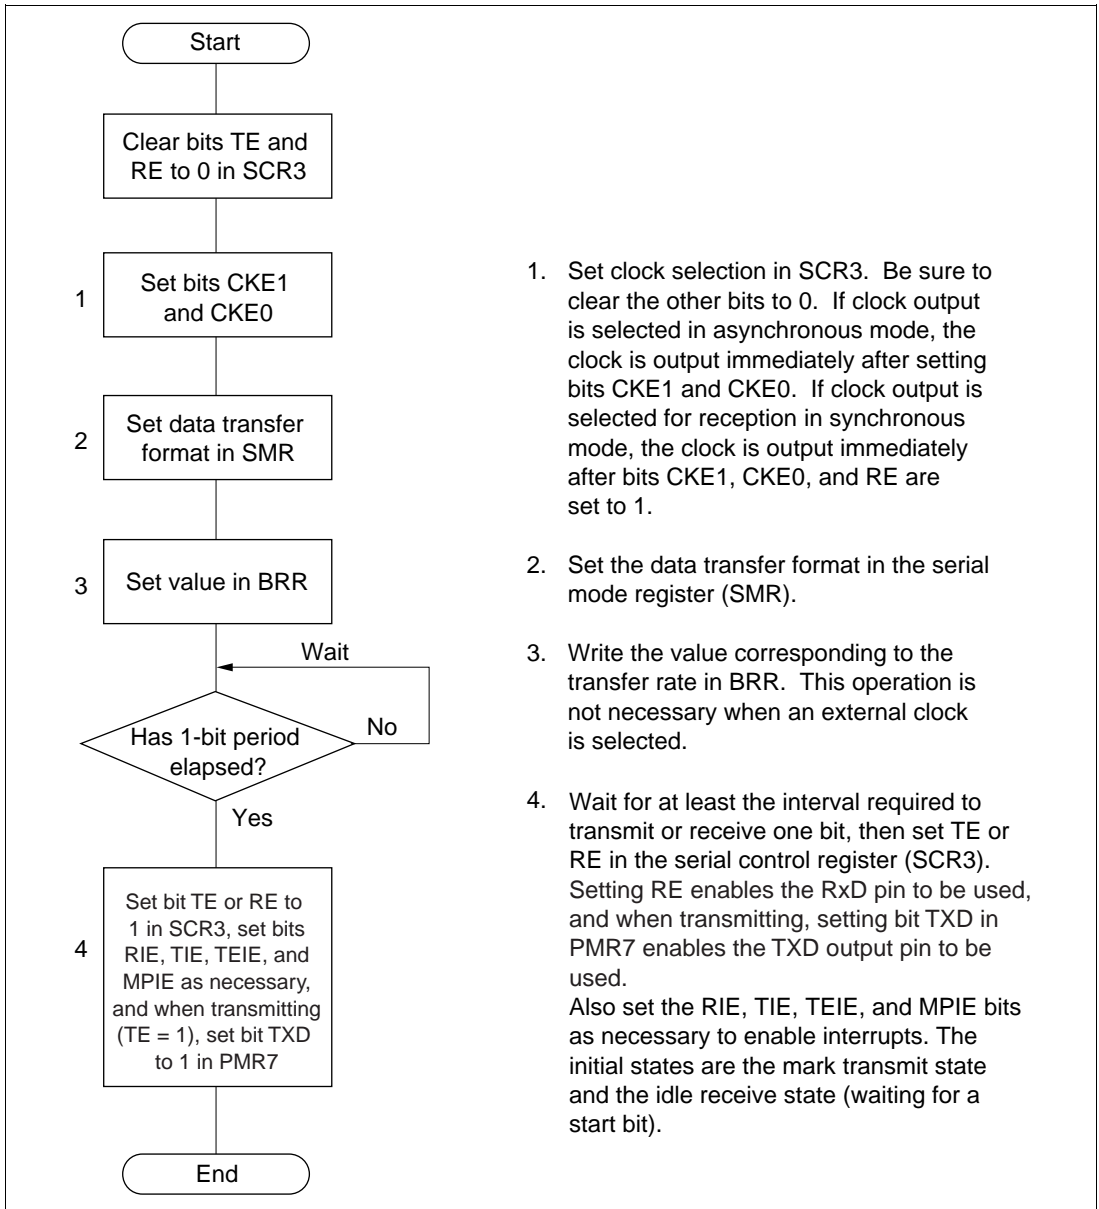 Start
Clear bits TE and
RE to 0 in SCR3
1
Set bits CKE1
and CKE0
2
Set data transfer
format in SMR
3
Set value in BRR
Wait
Has 1-bit period
elapsed?
No
Yes
4
Set bit TE or RE to
1 in SCR3, set bits
RIE, TIE, TEIE, and
MPIE as necessary,
and when transmitting
(TE = 1), set bit TXD
to 1 in PMR7
End
1. Set clock selection in SCR3. Be sure to
clear the other bits to 0. If clock output
is selected in asynchronous mode, the
clock is output immediately after setting
bits CKE1 and CKE0. If clock output is
selected for reception in synchronous
mode, the clock is output immediately
after bits CKE1, CKE0, and RE are
set to 1.
2. Set the data transfer format in the serial
mode register (SMR).
3. Write the value corresponding to the
transfer rate in BRR. This operation is
not necessary when an external clock
is selected.
4. Wait for at least the interval required to
transmit or receive one bit, then set TE or
RE in the serial control register (SCR3).
Setting RE enables the RxD pin to be used,
and when transmitting, setting bit TXD in
PMR7 enables the TXD output pin to be
used.
Also set the RIE, TIE, TEIE, and MPIE bits
as necessary to enable interrupts. The
initial states are the mark transmit state
and the idle receive state (waiting for a
start bit).